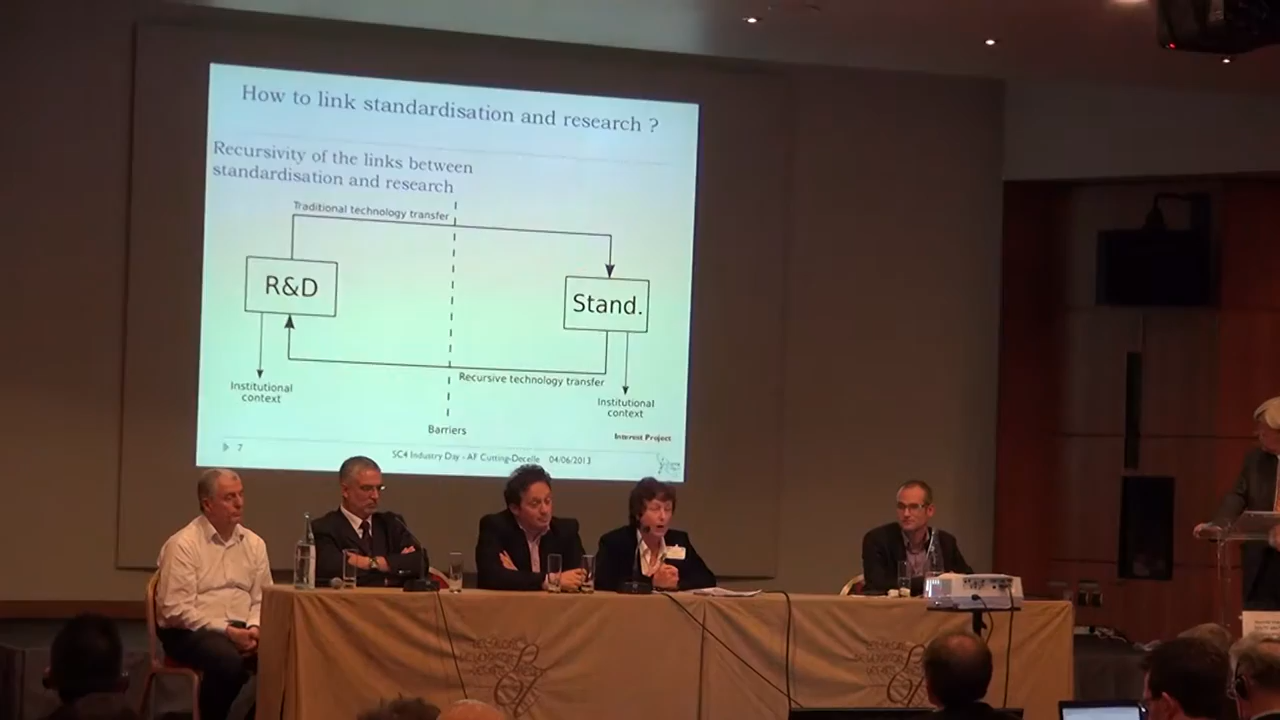 How to link standardisation and research ?
Recursivity of the links between
standardisation and research
Traditional technology transfer
R&D
Stand.
Recursive technology transfer
Institutional
context
Institutional
context
Barriers
Interest Project
7
SC4 Industry Day - AF Cutting-Decelle 04/06/2013